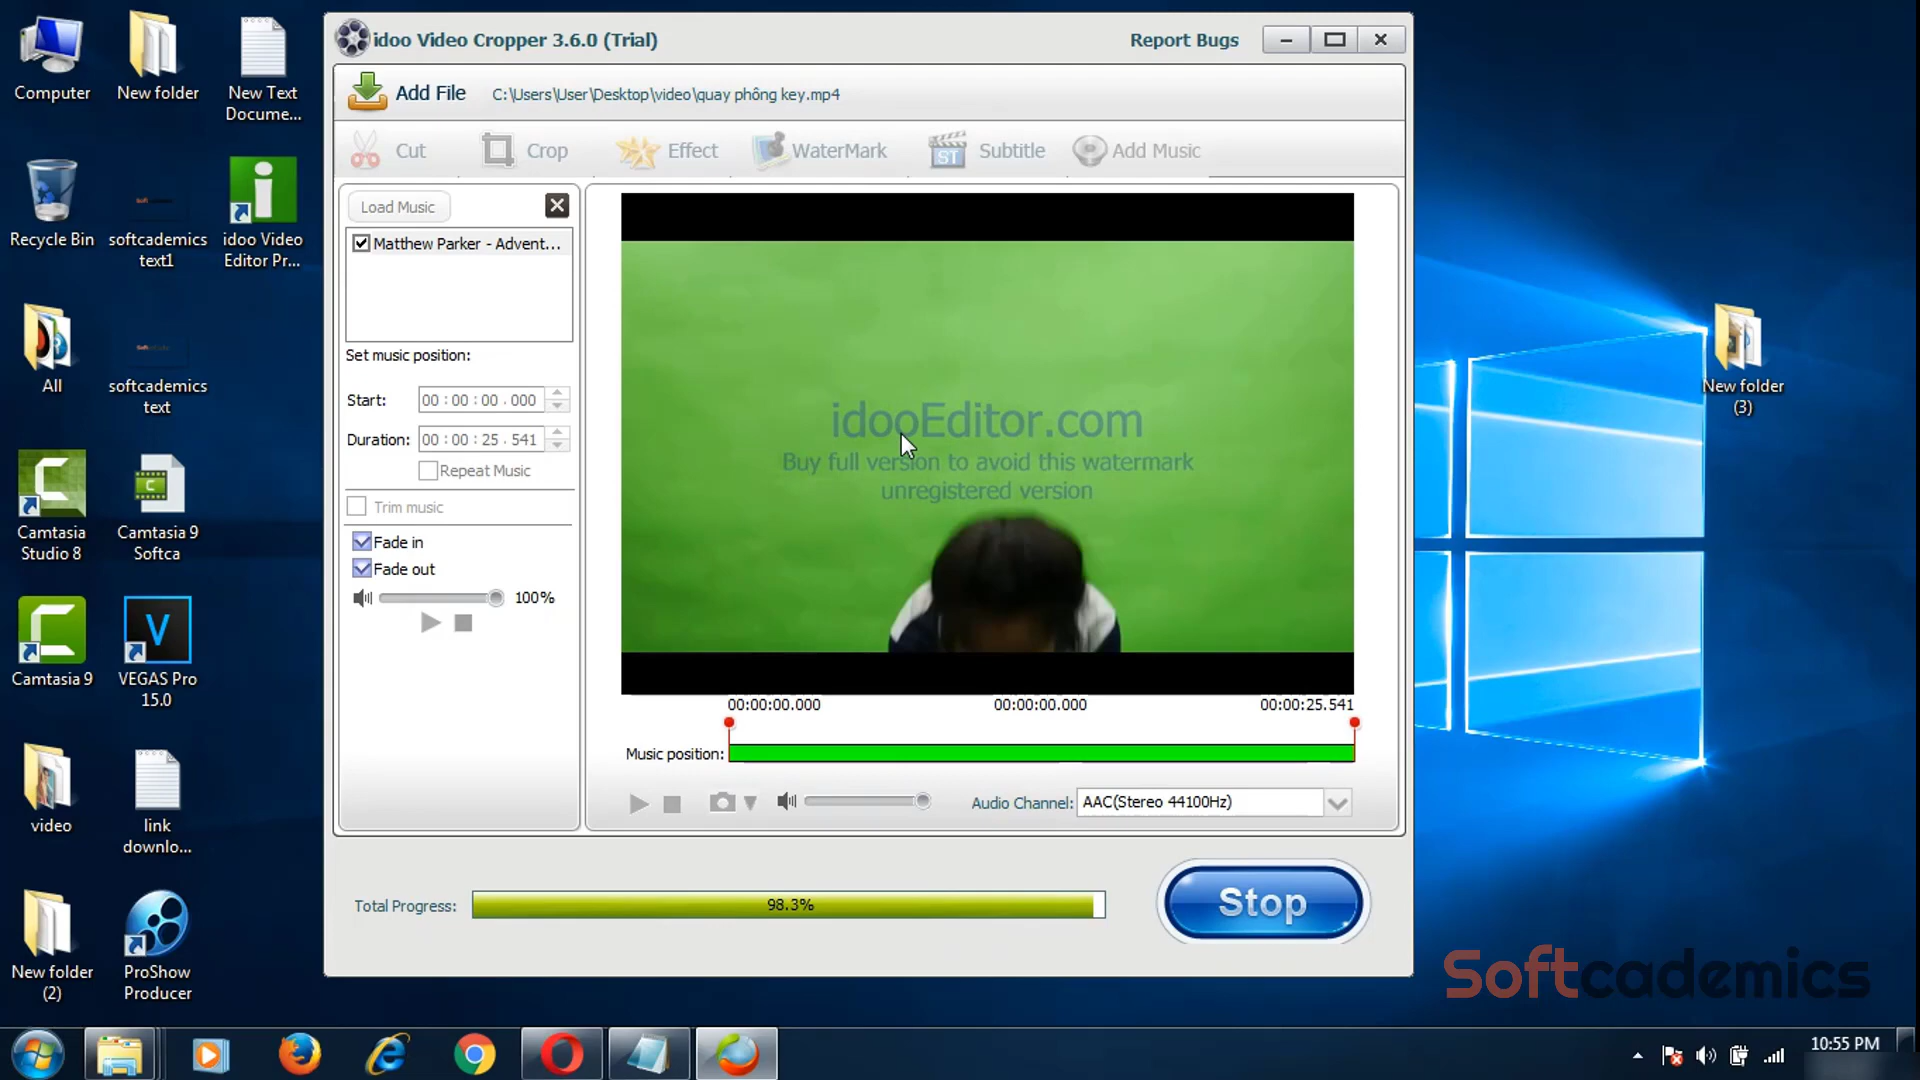 Computer
New folder
New Text
Docume...
Recycle Bin
softcademics
text1
idoo Video
Editor Pr...
All
softcademics
text
Camtasia
Studio 8
Camtasia 9
Softca
Camtasia 9
VEGAS Pro
15.0
video
link
downlo...
New folder
(2)
ProShow
Producer
idoo Video Cropper 3.6.0 (Trial)
Report Bugs
Add File
C:\Users\User\Desktop\video\quay phông key.mp4
Cut
Crop
Effect
WaterMark
ST
Subtitle
Add Music
Load Music
Matthew Parker - Advent...
Set music position:
Start: 00 : 00 : 00 . 000
Duration: 00 : 00 : 25 . 541
Repeat Music
Trim music
Fade in
Fade out
100%
idooEditor.com
Buy full version to avoid this watermark
unregistered version
00:00:00.000
00:00:00.000
00:00:25.541
Music position:
Audio Channel: AAC(Stereo 44100Hz)
Total Progress: 98.3%
Stop
New folder
(3)
Softcademics
10:55 PM